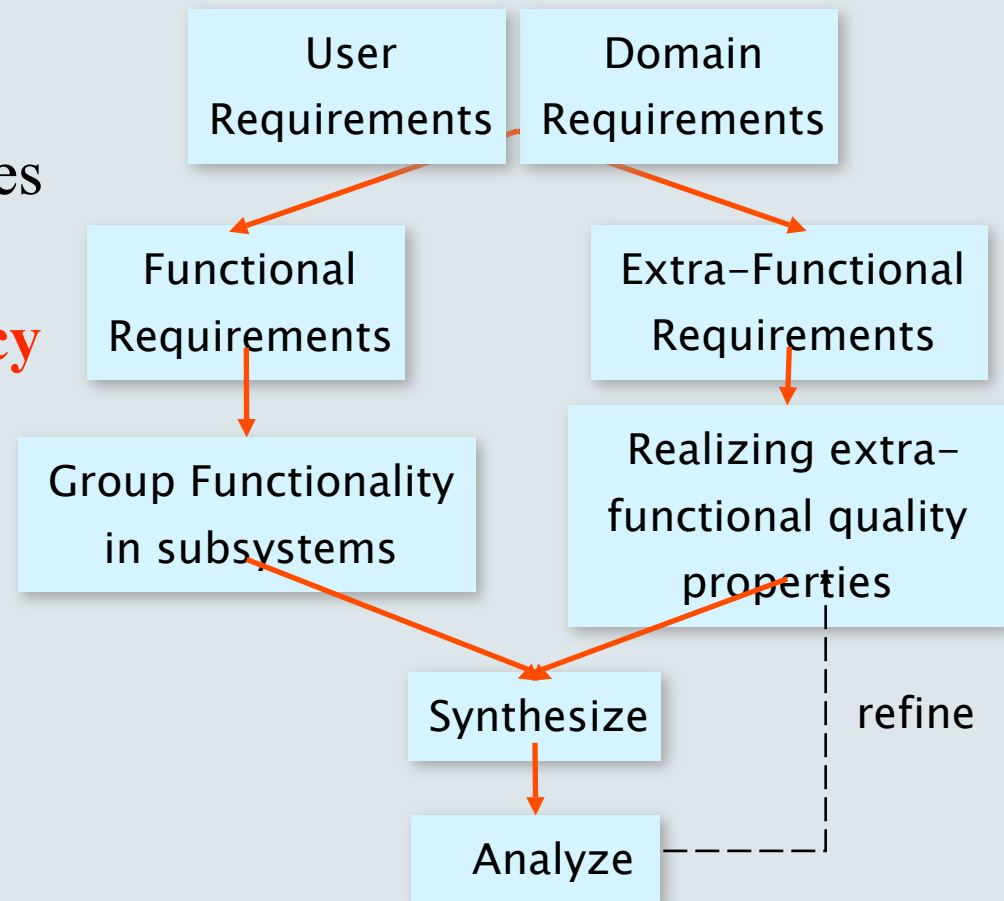 User
Requirements
Domain
Requirements
Functional
Requirements
Extra–Functional
Requirements
Group Functionality
in subsystems
Realizing extra–
functional quality
properties
Synthesize
refine
Analyze